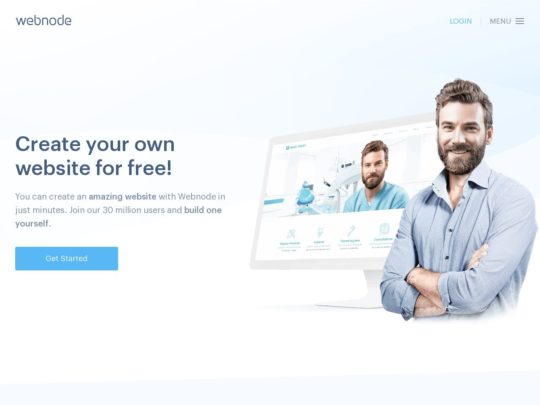 webnode
LOGIN
MENU
Create your own
website for free!
You can create an amazing website with Webnode in
just minutes. Join our 30 million users and build one
yourself.
Get Started